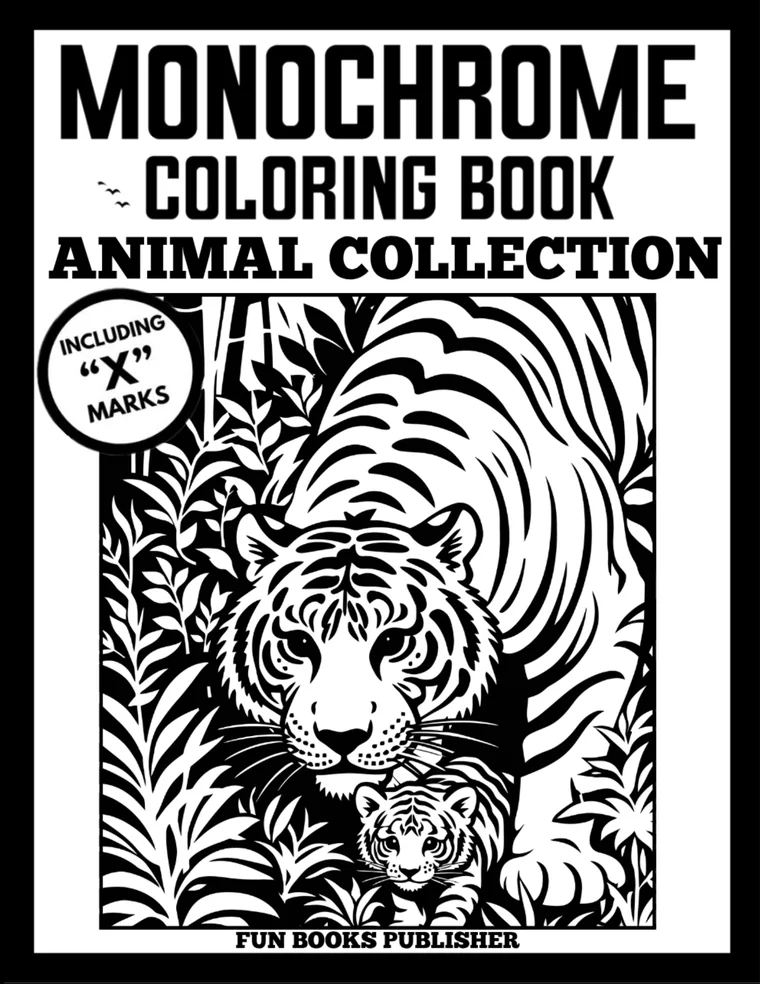 MONOCHROME
COLORING BOOK
ANIMAL COLLECTION
INCLUDING
“X”
MARKS
FUN BOOKS PUBLISHER